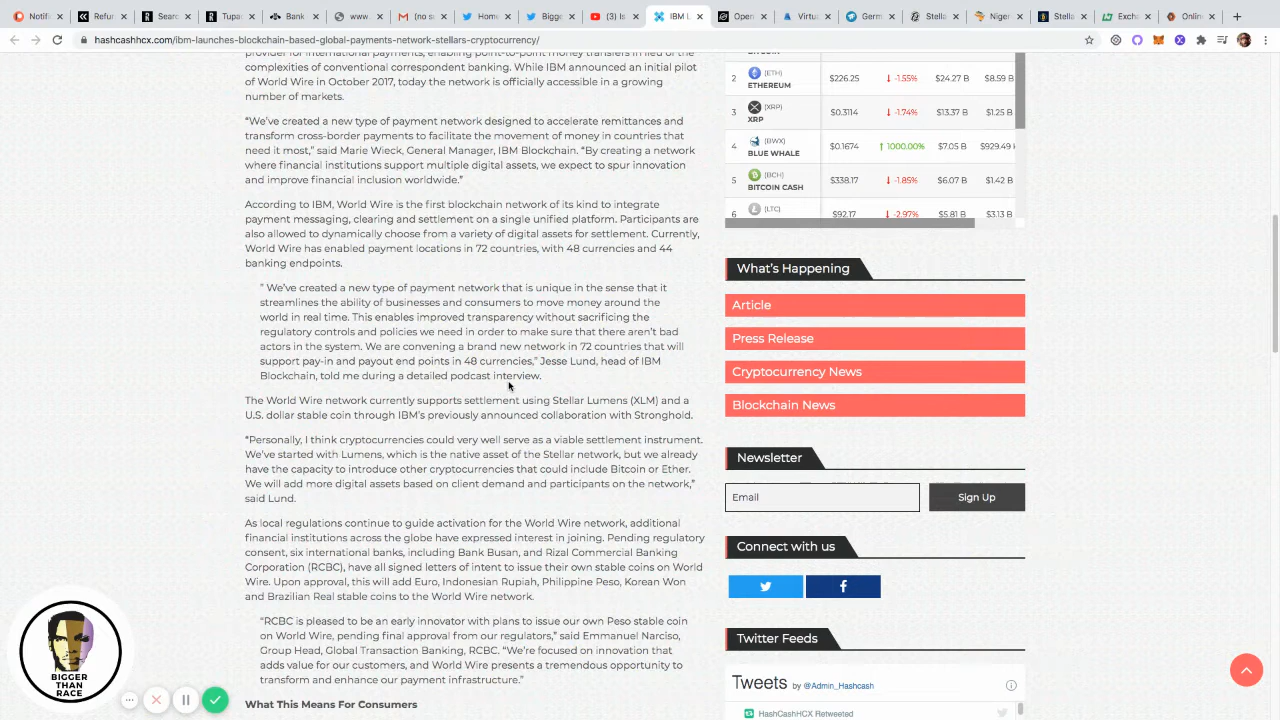 Notifi
Refur
Searc
Tupa
Bank
www.
(no s
Home
Bigge
(3) Is
IBM L
Open
Virtua
Germ
Stella
Niger
Stella
Excha
Online
hashcashhcx.com/ibm-launches-blockchain-based-global-payments-network-stellars-cryptocurrency/
provider for international payments, enabling point-to-point money transfers in lieu of the
complexities of conventional correspondent banking. While IBM announced an initial pilot
of World Wire in October 2017, today the network is officially accessible in a growing
number of markets.
“We’ve created a new type of payment network designed to accelerate remittances and
transform cross-border payments to facilitate the movement of money in countries that
need it most,” said Marie Wieck, General Manager, IBM Blockchain. “By creating a network
where financial institutions support multiple digital assets, we expect to spur innovation
and improve financial inclusion worldwide.”
According to IBM, World Wire is the first blockchain network of its kind to integrate
payment messaging, clearing and settlement on a single unified platform. Participants are
also allowed to dynamically choose from a variety of digital assets for settlement. Currently,
World Wire has enabled payment locations in 72 countries, with 48 currencies and 44
banking endpoints.
” We’ve created a new type of payment network that is unique in the sense that it
streamlines the ability of businesses and consumers to move money around the
world in real time. This enables improved transparency without sacrificing the
regulatory controls and policies we need in order to make sure that there aren’t bad
actors in the system. We are convening a brand new network in 72 countries that will
support pay-in and payout end points in 48 currencies,” Jesse Lund, head of IBM
Blockchain, told me during a detailed podcast interview.
The World Wire network currently supports settlement using Stellar Lumens (XLM) and a
U.S. dollar stable coin through IBM’s previously announced collaboration with Stronghold.
“Personally, I think cryptocurrencies could very well serve as a viable settlement instrument.
We’ve started with Lumens, which is the native asset of the Stellar network, but we already
have the capacity to introduce other cryptocurrencies that could include Bitcoin or Ether.
We will add more digital assets based on client demand and participants on the network,”
said Lund.
As local regulations continue to guide activation for the World Wire network, additional
financial institutions across the globe have expressed interest in joining. Pending regulatory
consent, six international banks, including Bank Busan, and Rizal Commercial Banking
Corporation (RCBC), have all signed letters of intent to issue their own stable coins on World
Wire. Upon approval, this will add Euro, Indonesian Rupiah, Philippine Peso, Korean Won
and Brazilian Real stable coins to the World Wire network.
“RCBC is pleased to be an early innovator with plans to issue our own Peso stable coin
on World Wire, pending final approval from our regulators,” said Emmanuel Narciso,
Group Head, Global Transaction Banking, RCBC. “We’re focused on innovation that
adds value for our customers, and World Wire presents a tremendous opportunity to
transform and enhance our payment infrastructure.”
What This Means For Consumers
BITCOIN
2 (ETH) ETHEREUM $226.25 ↓ -1.55% $24.27 B $8.59 B
3 (XRP) XRP $0.3114 ↓ -1.74% $13.37 B $1.25 B
4 (BWX) BLUE WHALE $0.1674 ↑ 1000.00% $7.05 B $929.49
5 (BCH) BITCOIN CASH $338.17 ↓ -1.85% $6.07 B $1.42 B
6 (LTC) $92.17 ↓ -2.97% $5.81 B $3.13 B
What’s Happening
Article
Press Release
Cryptocurrency News
Blockchain News
Newsletter
Email
Sign Up
Connect with us
Twitter Feeds
Tweets by @Admin_Hashcash
HashCashHCX Retweeted
BIGGER
THAN
RACE